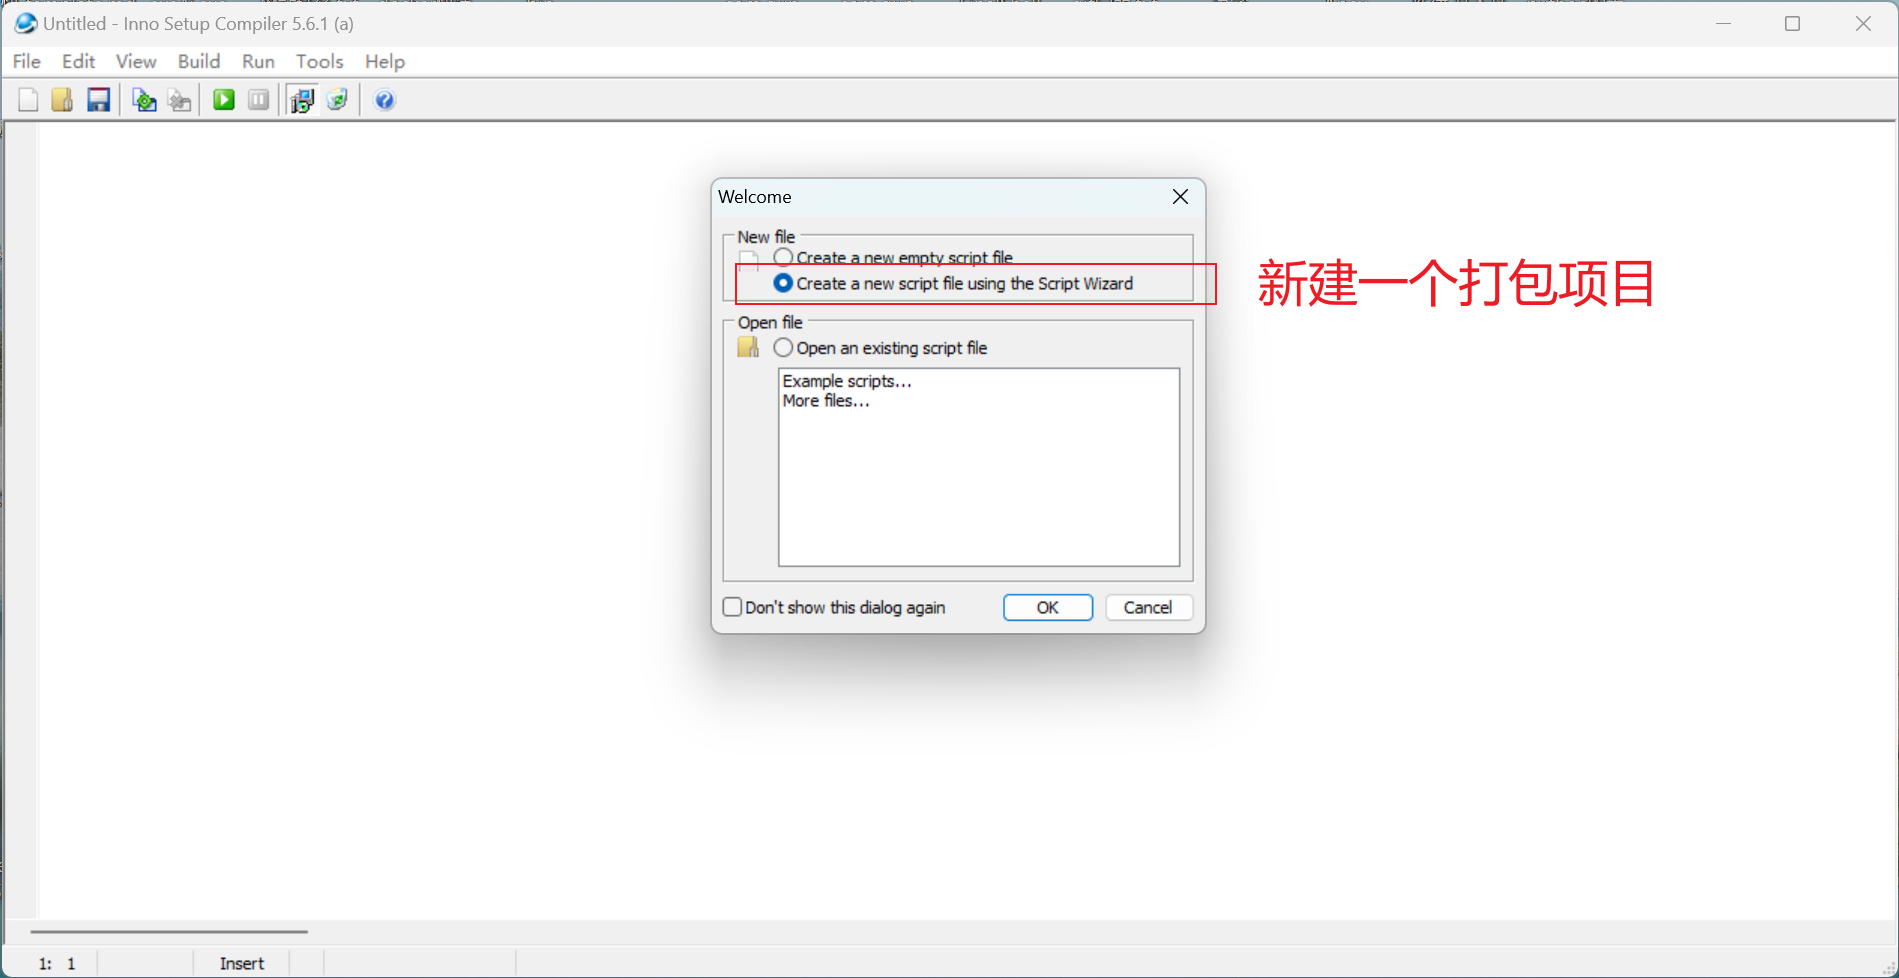 Untitled - Inno Setup Compiler 5.6.1 (a)
File Edit View Build Run Tools Help
Welcome
New file
Create a new empty script file
Create a new script file using the Script Wizard
新建一个打包项目
Open file
Open an existing script file
Example scripts...
More files...
Don't show this dialog again
OK
Cancel
1: 1
Insert